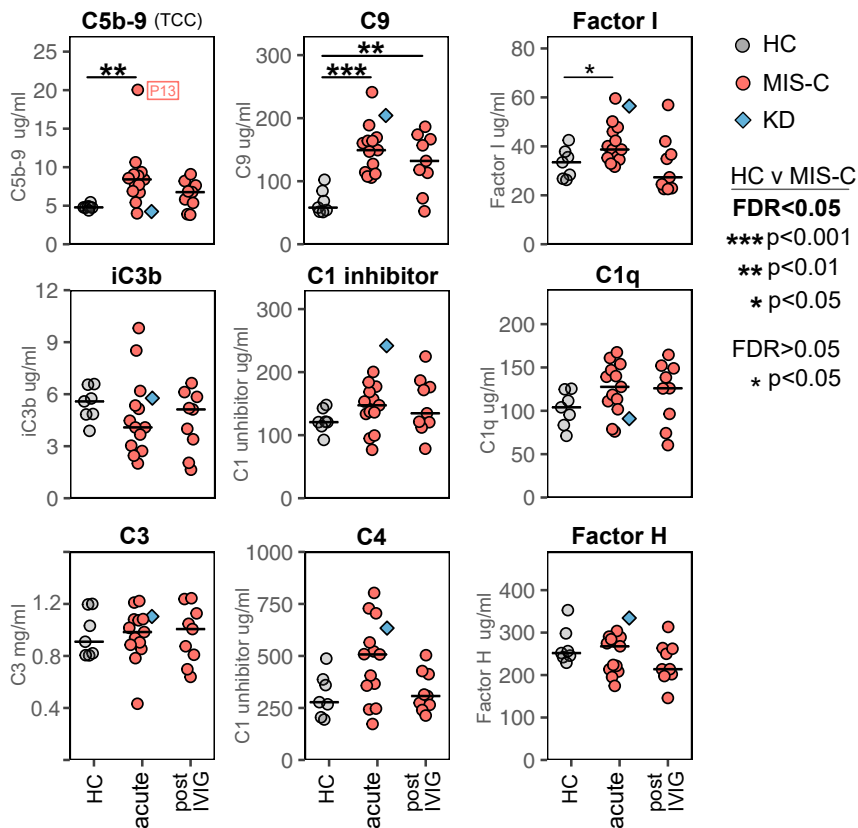 C5b-9 (TCC)
C9
Factor I
C5b-9 ug/ml
25
20
15
10
5
0
**
P13
C9 ug/ml
300
200
100
0
**
***
Factor I ug/ml
80
60
40
20
0
*
HC
MIS-C
KD
HC v MIS-C
FDR<0.05
***p<0.001
** p<0.01
* p<0.05
FDR>0.05
* p<0.05
iC3b
C1 inhibitor
C1q
iC3b ug/ml
12
9
6
3
0
C1 unhibitor ug/ml
300
200
100
0
C1q ug/ml
200
150
100
50
0
C3
C4
Factor H
C3 mg/ml
1.2
0.8
0.4
C1 unhibitor ug/ml
1000
750
500
250
0
Factor H ug/ml
400
300
200
100
0
HC
acute
post
IVIG
HC
acute
post
IVIG
HC
acute
post
IVIG